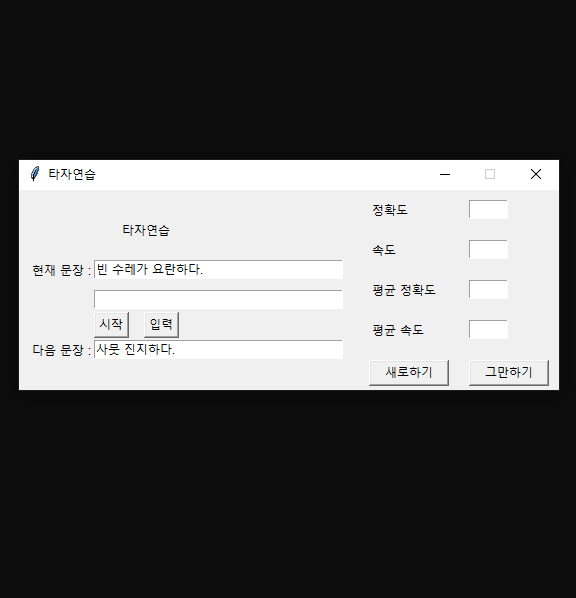 타자연습
타자연습
현재 문장 : 빈 수레가 요란하다.
시작 입력
다음 문장 : 사뭇 진지하다.
정확도
속도
평균 정확도
평균 속도
새로하기 그만하기